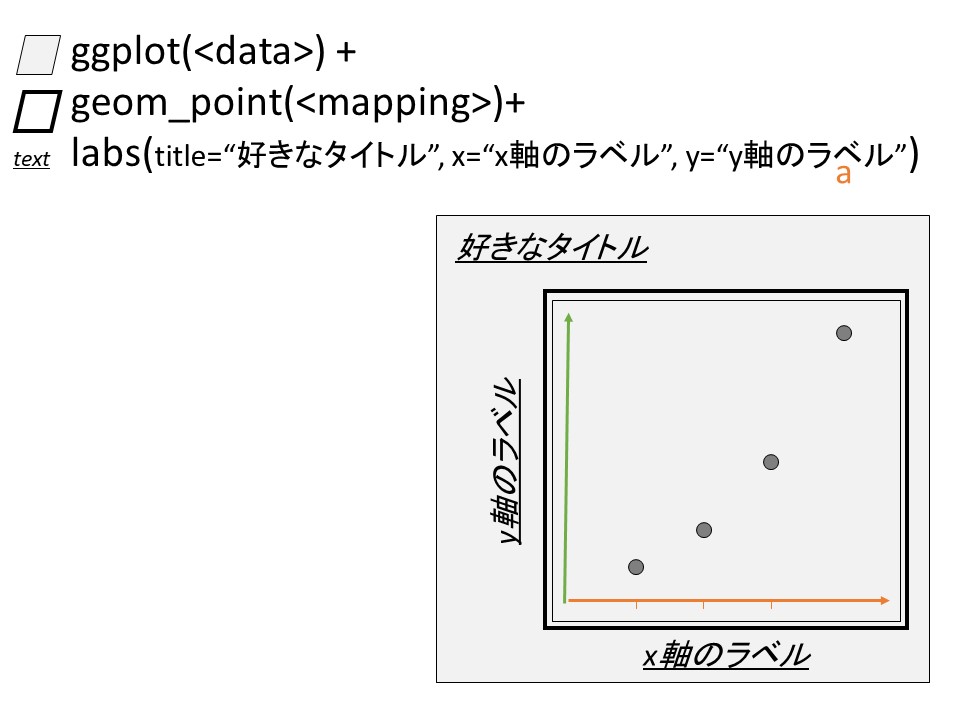 ggplot(<data>) +
geom_point(<mapping>)+
text labs(title=“好きなタイトル”, x=“x軸のラベル”, y=“y軸のラベル”)
a
好きなタイトル
y軸のラベル
x軸のラベル